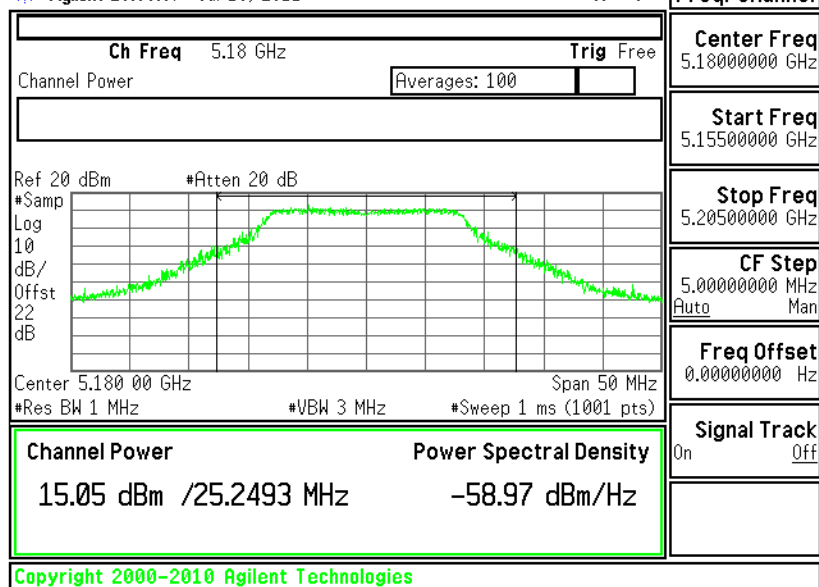 Agilent
Ch Freq 5.18 GHz Trig Free
Channel Power Averages: 100
Ref 20 dBm #Atten 20 dB
#Samp
Log
10
dB/
Offst
22
dB
Center 5.180 00 GHz Span 50 MHz
#Res BW 1 MHz #VBW 3 MHz #Sweep 1 ms (1001 pts)
Channel Power Power Spectral Density
15.05 dBm /25.2493 MHz -58.97 dBm/Hz
Copyright 2000-2010 Agilent Technologies
Freq/Channel
Center Freq
5.18000000 GHz
Start Freq
5.15500000 GHz
Stop Freq
5.20500000 GHz
CF Step
5.00000000 MHz
Auto Man
Freq Offset
0.00000000 Hz
Signal Track
On Off